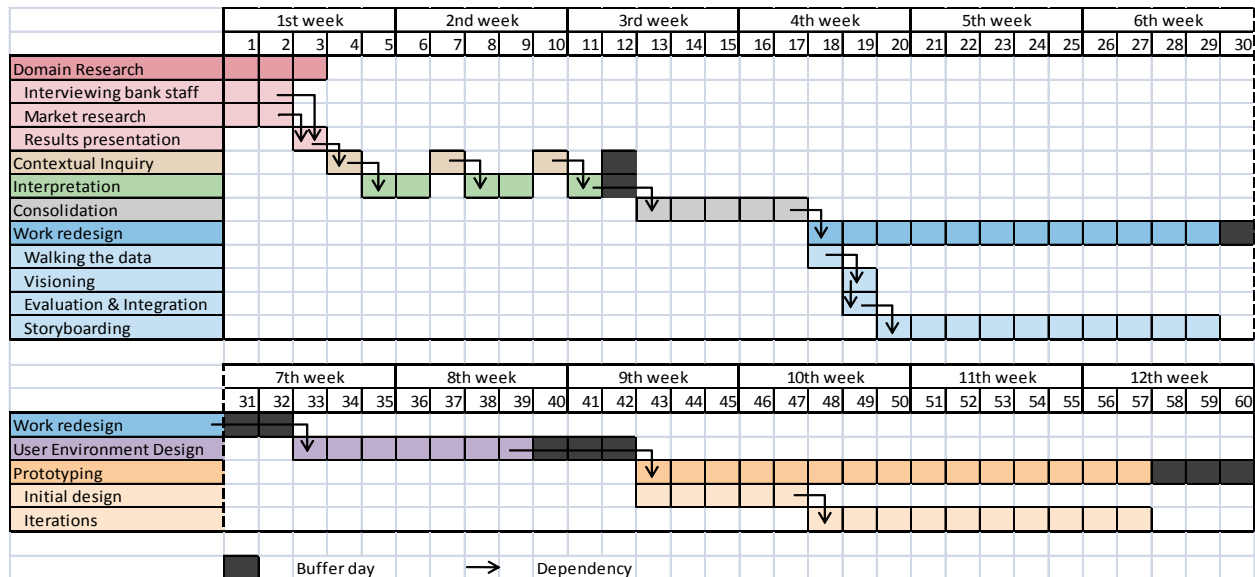 1st week 2nd week 3rd week 4th week 5th week 6th week
1 2 3 4 5 6 7 8 9 10 11 12 13 14 15 16 17 18 19 20 21 22 23 24 25 26 27 28 29 30
Domain Research
Interviewing bank staff
Market research
Results presentation
Contextual Inquiry
Interpretation
Consolidation
Work redesign
Walking the data
Visioning
Evaluation & Integration
Storyboarding
7th week 8th week 9th week 10th week 11th week 12th week
31 32 33 34 35 36 37 38 39 40 41 42 43 44 45 46 47 48 49 50 51 52 53 54 55 56 57 58 59 60
Work redesign
User Environment Design
Prototyping
Initial design
Iterations
Buffer day Dependency